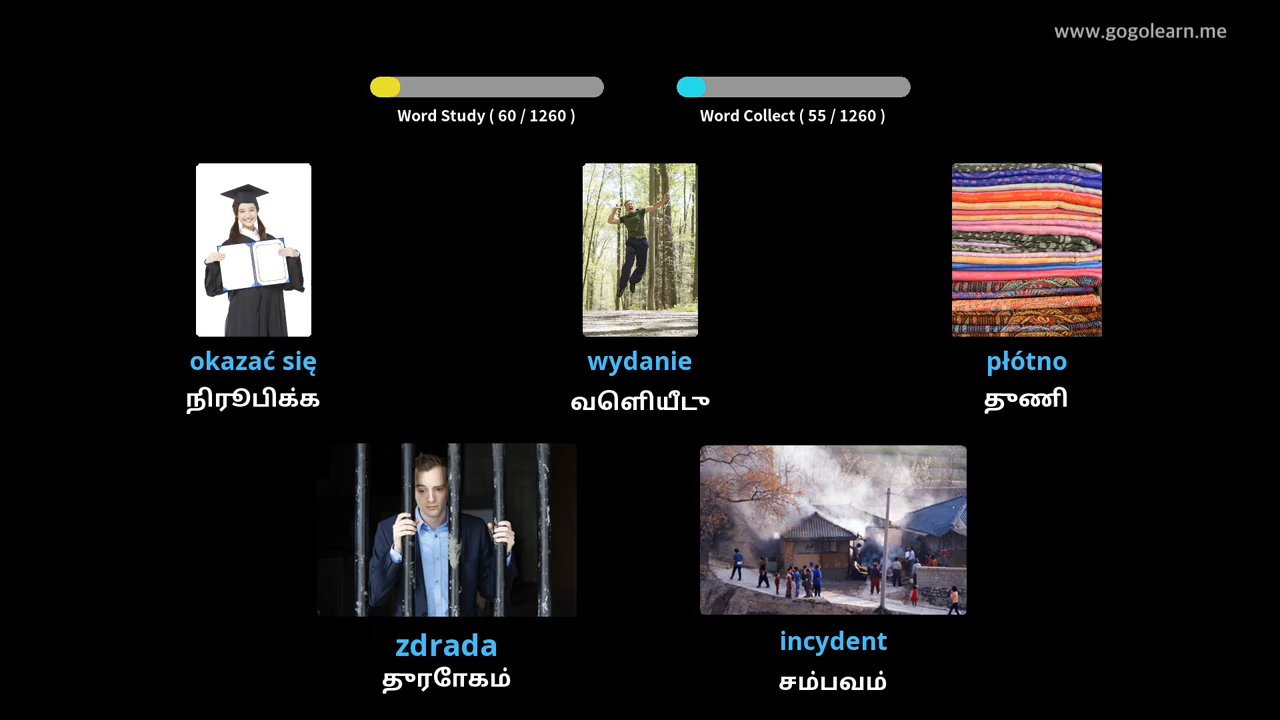 www.gogolearn.me
Word Study ( 60 / 1260 )
Word Collect ( 55 / 1260 )
okazać się
நிரூபிக்க
wydanie
வெளியீடு
płótno
துணி
zdrada
துரோகம்
incydent
சம்பவம்